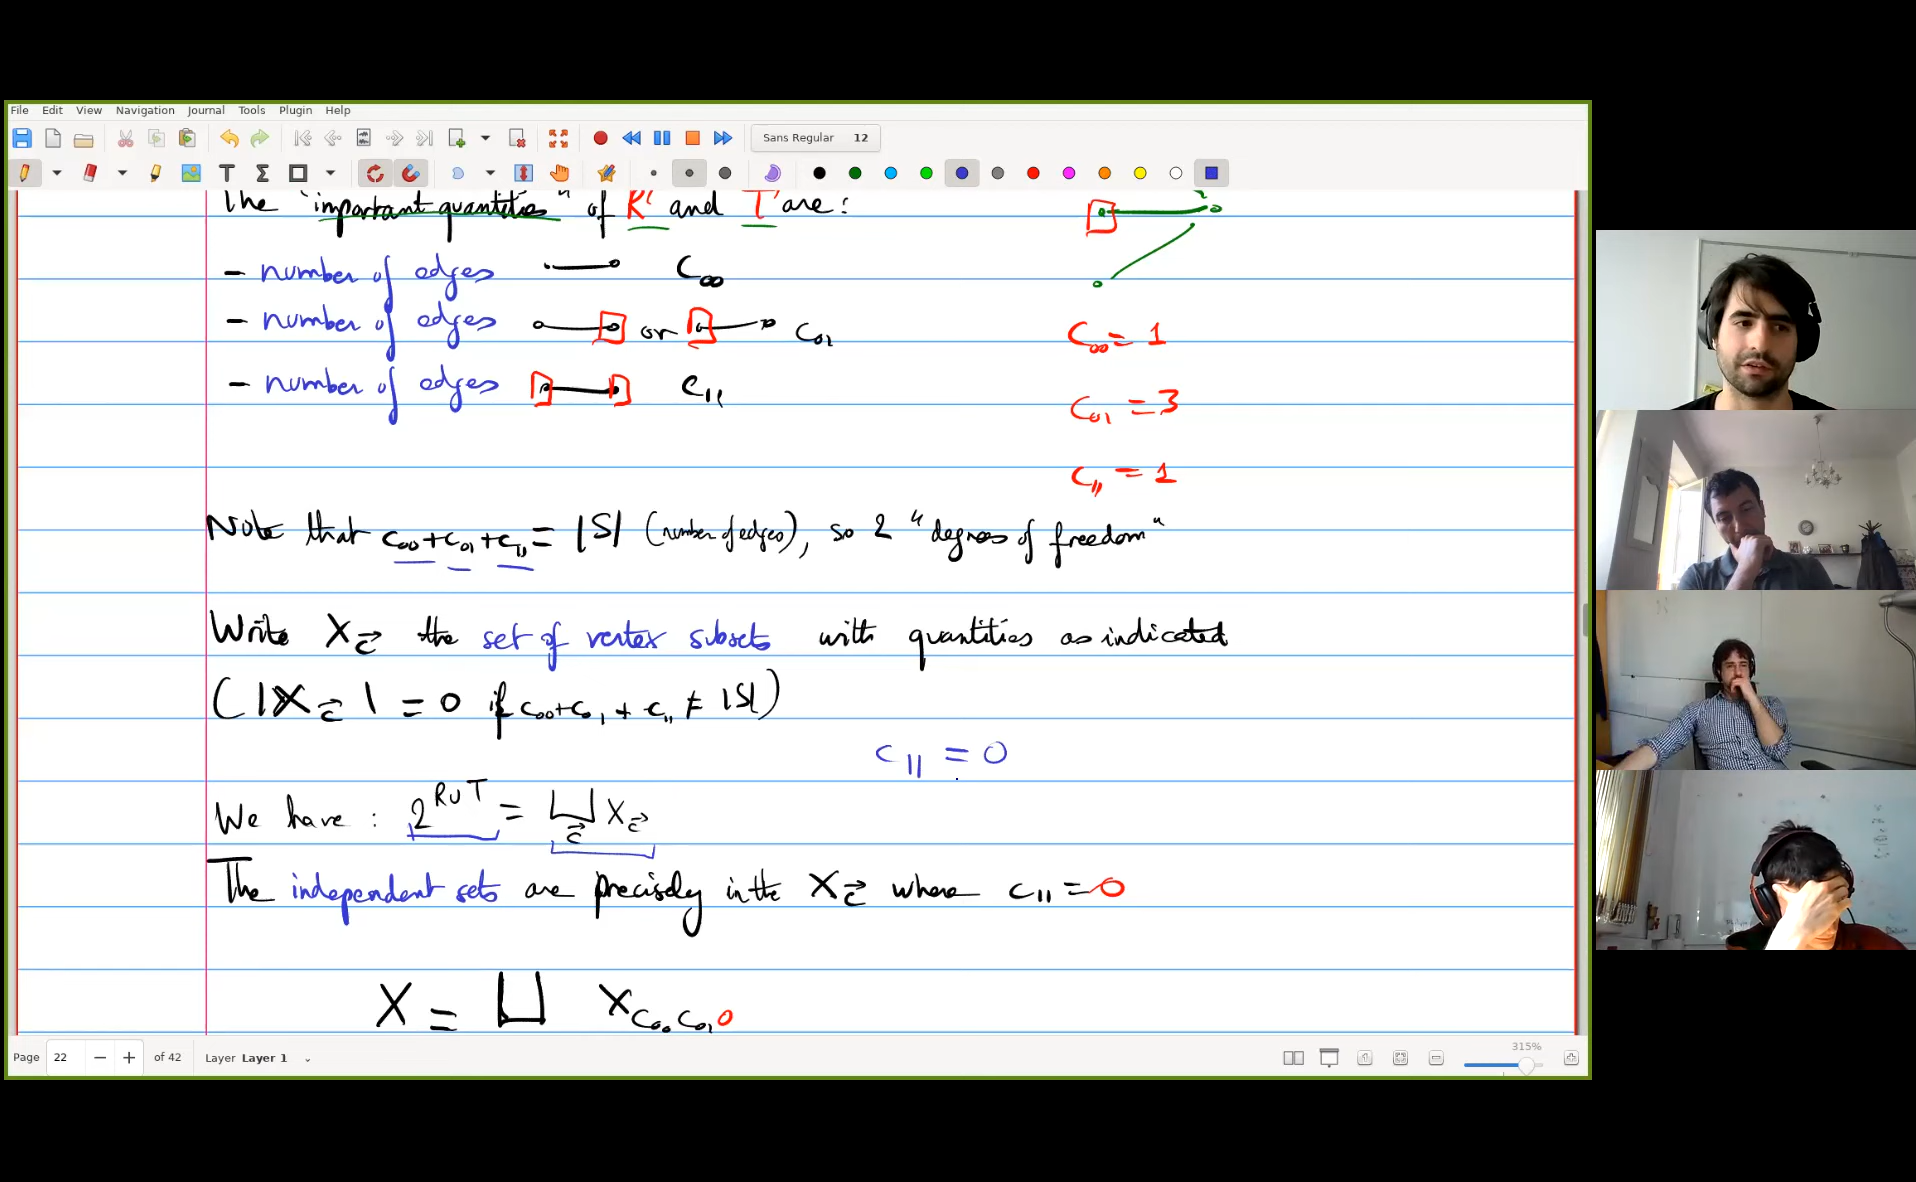 File Edit View Navigation Journal Tools Plugin Help
Sans Regular 12
The "important quantities" of R' and T' are:
- number of edges C₀₀
- number of edges or C₀₁
- number of edges C₁₁
C₀₀ = 1
C₀₁ = 3
C₁₁ = 1
Note that C₀₀+C₀₁+C₁₁ = |S| (number of edges), so 2 "degrees of freedom"
Write X_c⃗ the set of vertex subsets with quantities as indicated
(|X_c⃗| = 0 if C₀₀+C₀₁+C₁₁ ≠ |S|)
C₁₁ = 0
We have: 2^{R∪T} = ⊔_c⃗ X_c⃗
The independent sets are precisely in the X_c⃗ where C₁₁ = 0
X = ⊔ X_{C₀₀C₀₁0}
Page 22 of 42 Layer Layer 1 315%